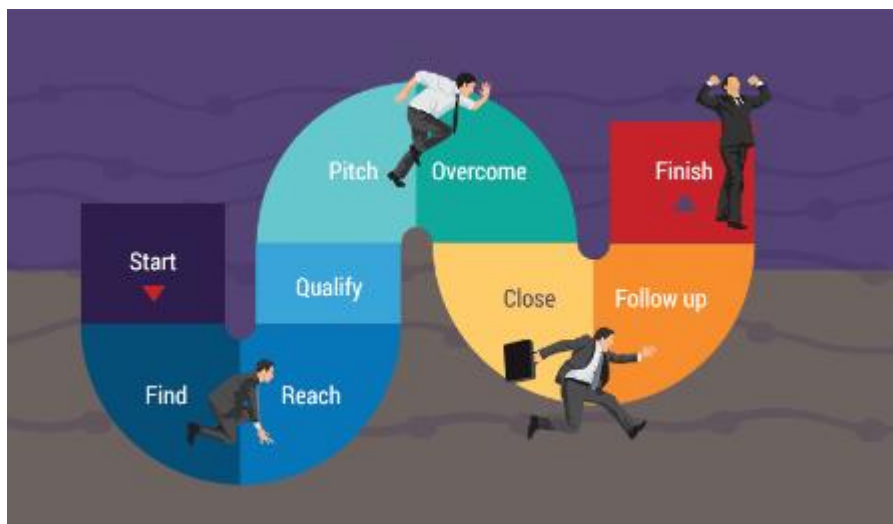 Start
Find
Reach
Qualify
Pitch
Overcome
Close
Follow up
Finish